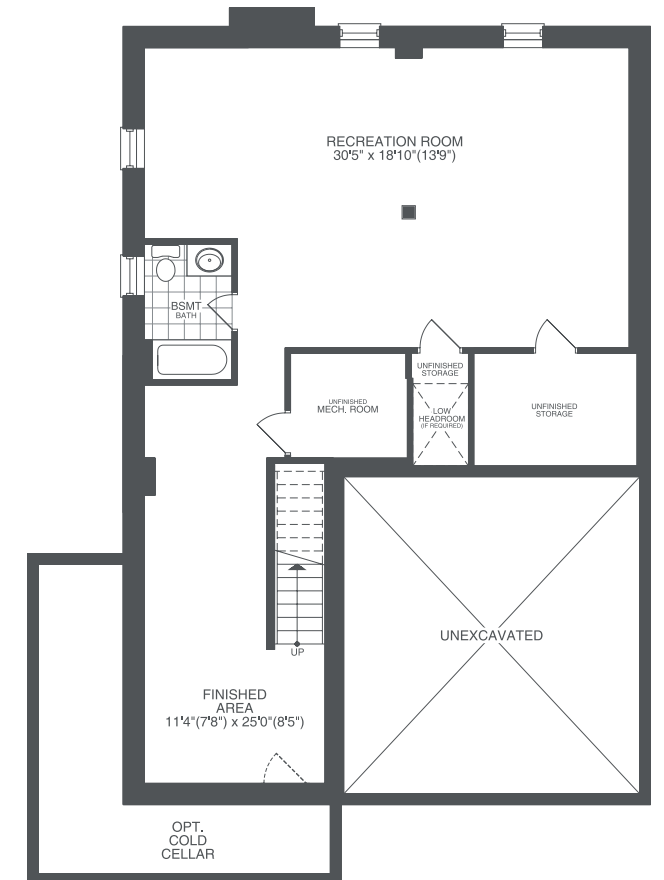 RECREATION ROOM
30'5" x 18'10"(13'9")
BSMT
BATH
UNFINISHED
STORAGE
UNFINISHED
MECH. ROOM
LOW
HEADROOM
(IF REQUIRED)
UNFINISHED
STORAGE
UNEXCAVATED
UP
FINISHED
AREA
11'4"(7'8") x 25'0"(8'5")
OPT.
COLD
CELLAR